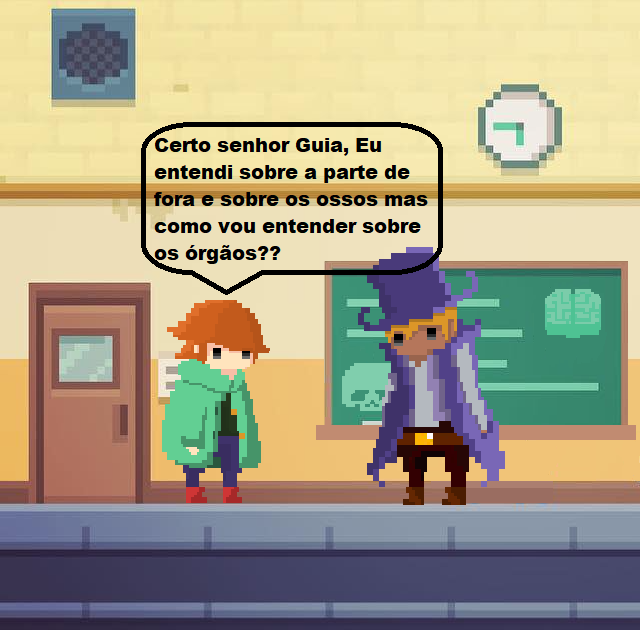 Certo senhor Guia, Eu
entendi sobre a parte de
fora e sobre os ossos mas
como vou entender sobre
os órgãos??